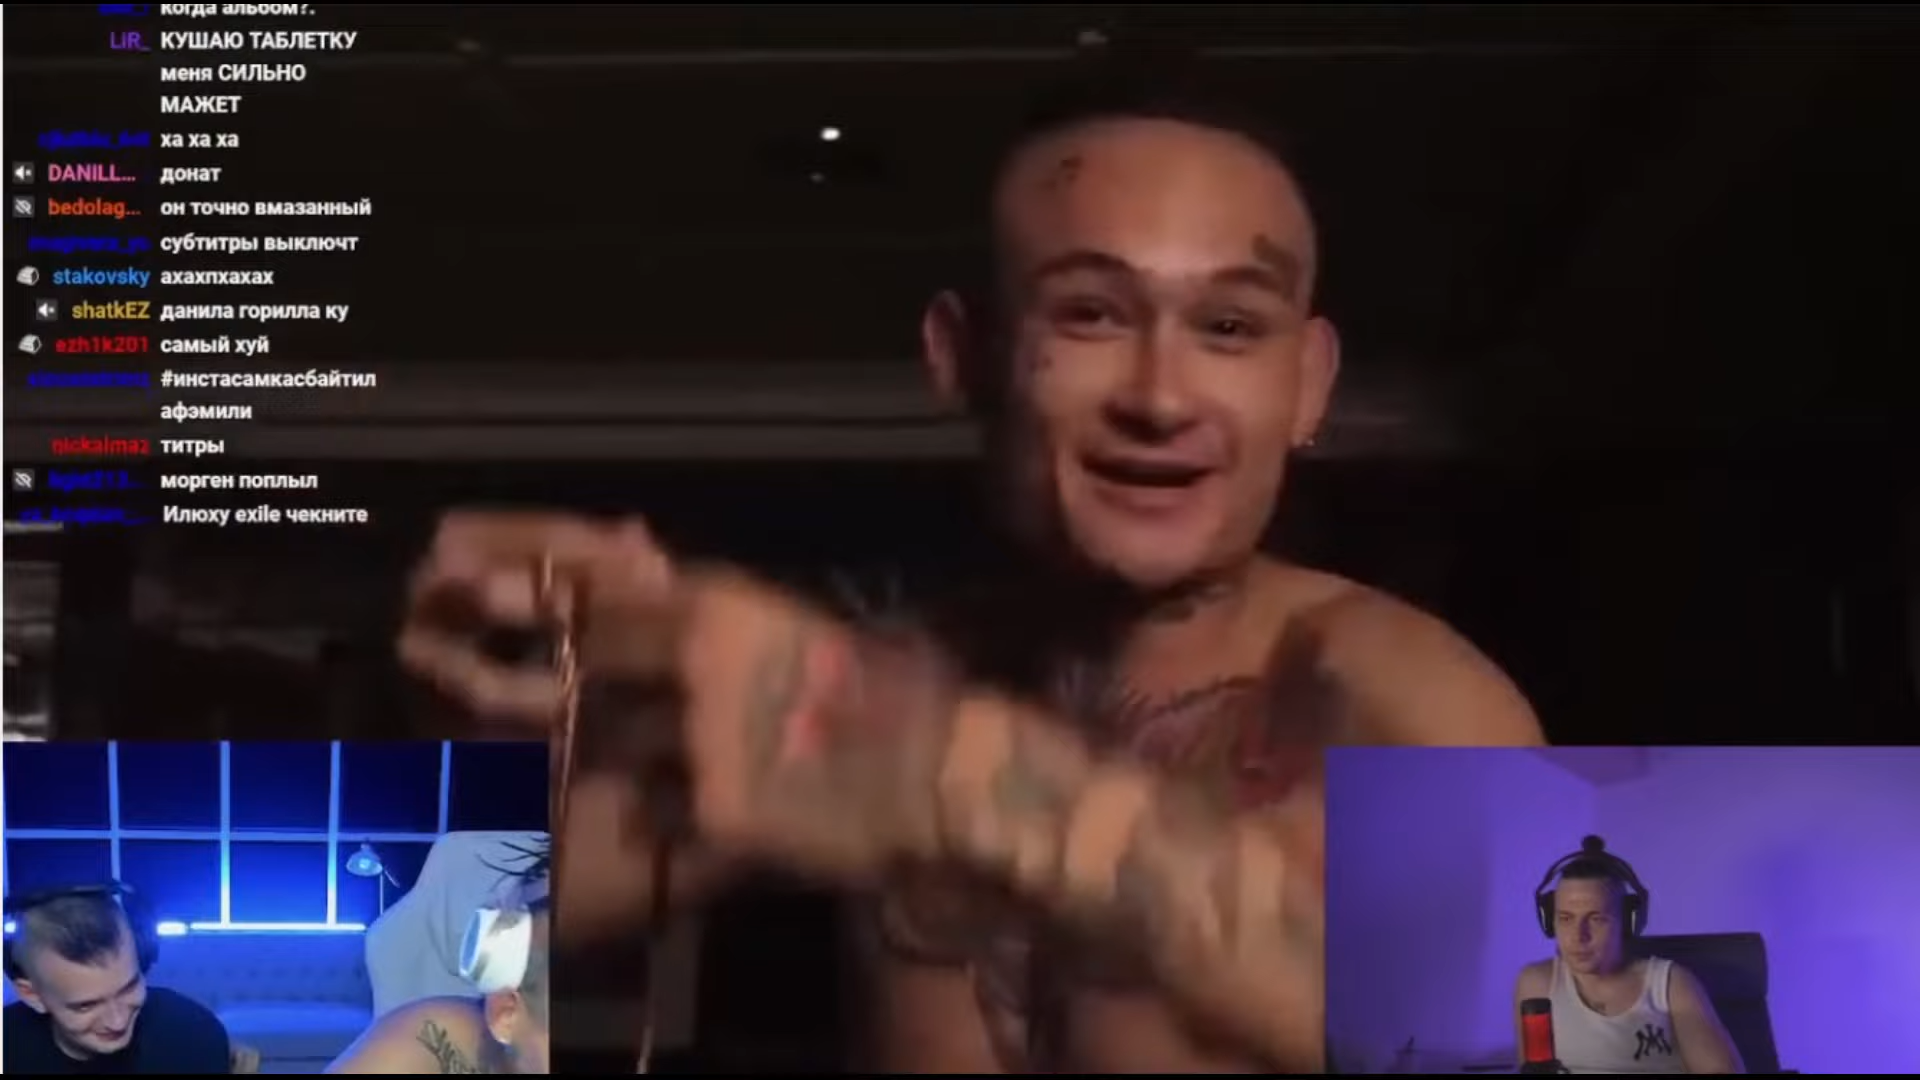 когда альбом?.
LIR_ КУШАЮ ТАБЛЕТКУ
меня СИЛЬНО
МАЖЕТ
ха ха ха
DANILL... донат
bedolag... он точно вмазанный
субтитры выключт
stakovsky ахахпхахах
shatkEZ данила горилла ку
ezh1k201 самый хуй
#инстасамкасбайтил
афэмили
nickalmaz титры
морген поплыл
Илюху exile чекните